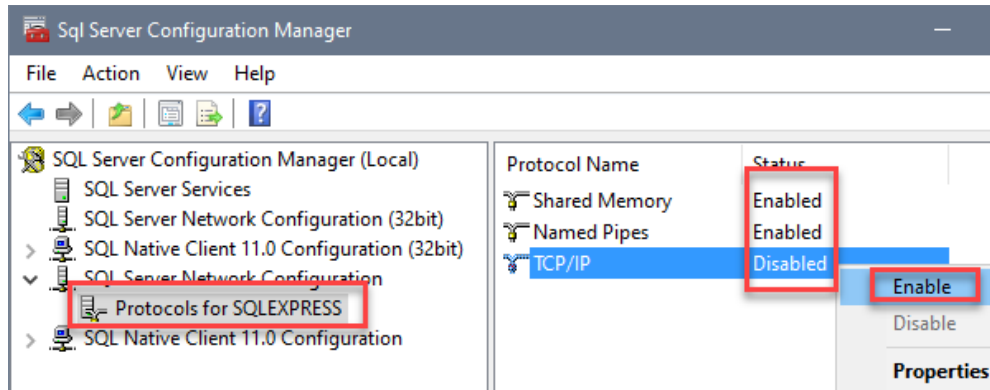 Sql Server Configuration Manager
File Action View Help
SQL Server Configuration Manager (Local)
SQL Server Services
SQL Server Network Configuration (32bit)
SQL Native Client 11.0 Configuration (32bit)
SQL Server Network Configuration
Protocols for SQLEXPRESS
SQL Native Client 11.0 Configuration
Protocol Name Status
Shared Memory Enabled
Named Pipes Enabled
TCP/IP Disabled
Enable
Disable
Properties